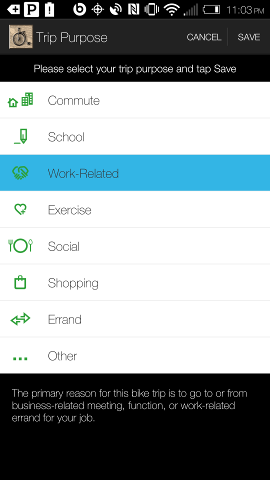 11:03 PM
Trip Purpose
CANCEL
SAVE
Please select your trip purpose and tap Save
Commute
School
Work-Related
Exercise
Social
Shopping
Errand
Other
The primary reason for this bike trip is to go to or from
business-related meeting, function, or work-related
errand for your job.